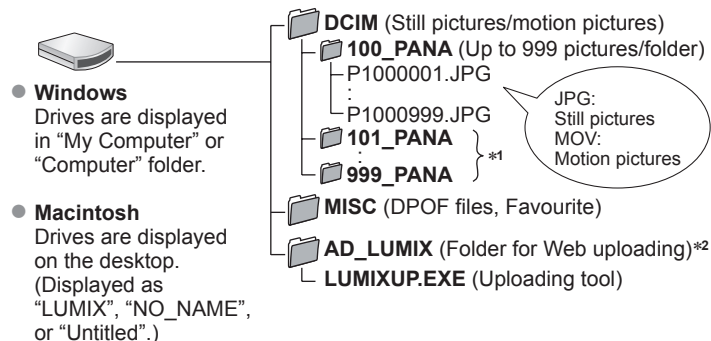 ● Windows
Drives are displayed
in “My Computer” or
“Computer” folder.
● Macintosh
Drives are displayed
on the desktop.
(Displayed as
“LUMIX”, “NO_NAME”,
or “Untitled”.)
DCIM (Still pictures/motion pictures)
100_PANA (Up to 999 pictures/folder)
P1000001.JPG
:
P1000999.JPG
101_PANA
:
999_PANA
*1
JPG:
Still pictures
MOV:
Motion pictures
MISC (DPOF files, Favourite)
AD_LUMIX (Folder for Web uploading)*2
LUMIXUP.EXE (Uploading tool)